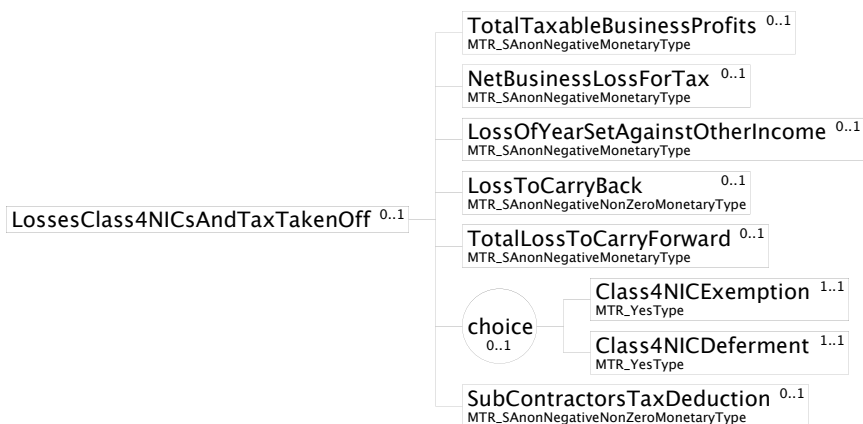 TotalTaxableBusinessProfits 0..1
MTR_SAnonNegativeMonetaryType
NetBusinessLossForTax 0..1
MTR_SAnonNegativeMonetaryType
LossOfYearSetAgainstOtherIncome 0..1
MTR_SAnonNegativeMonetaryType
LossToCarryBack 0..1
MTR_SAnonNegativeNonZeroMonetaryType
LossesClass4NICsAndTaxTakenOff 0..1
TotalLossToCarryForward 0..1
MTR_SAnonNegativeMonetaryType
choice
0..1
Class4NICExemption 1..1
MTR_YesType
Class4NICDeferment 1..1
MTR_YesType
SubContractorsTaxDeduction 0..1
MTR_SAnonNegativeNonZeroMonetaryType